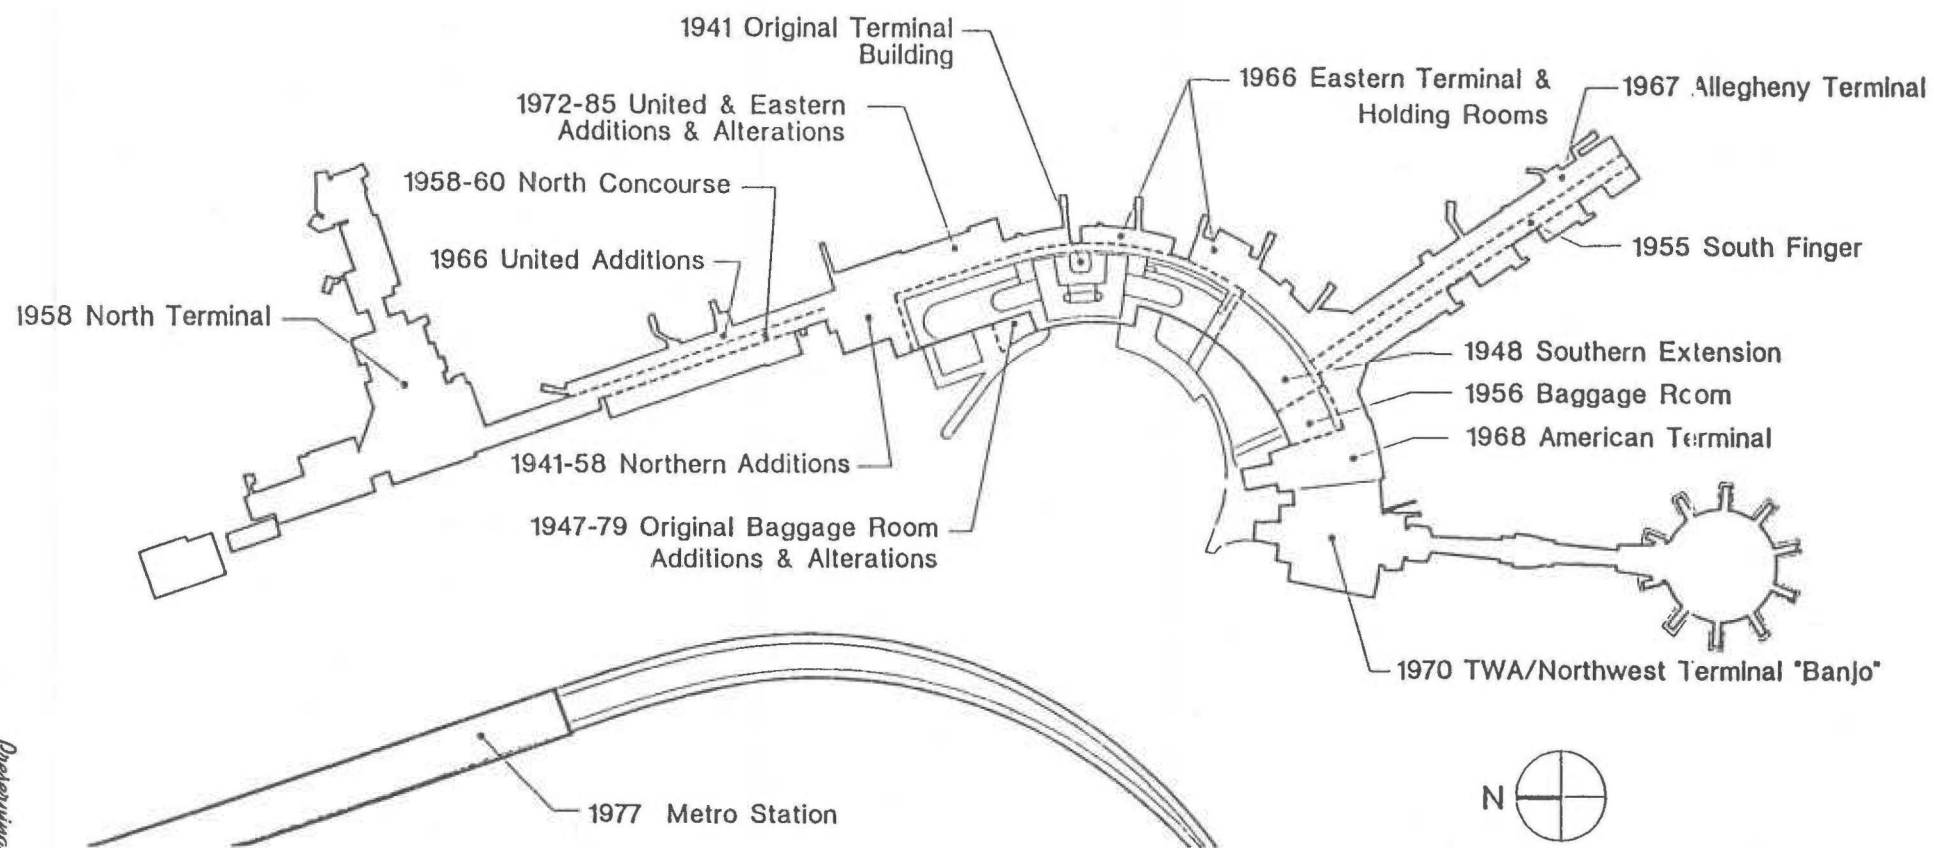 1941 Original Terminal
Building
1966 Eastern Terminal &
Holding Rooms
1967 Allegheny Terminal
1972-85 United & Eastern
Additions & Alterations
1958-60 North Concourse
1966 United Additions
1955 South Finger
1958 North Terminal
1948 Southern Extension
1956 Baggage Room
1968 American Terminal
1941-58 Northern Additions
1947-79 Original Baggage Room
Additions & Alterations
1970 TWA/Northwest Terminal "Banjo"
1977 Metro Station
N
Preserving